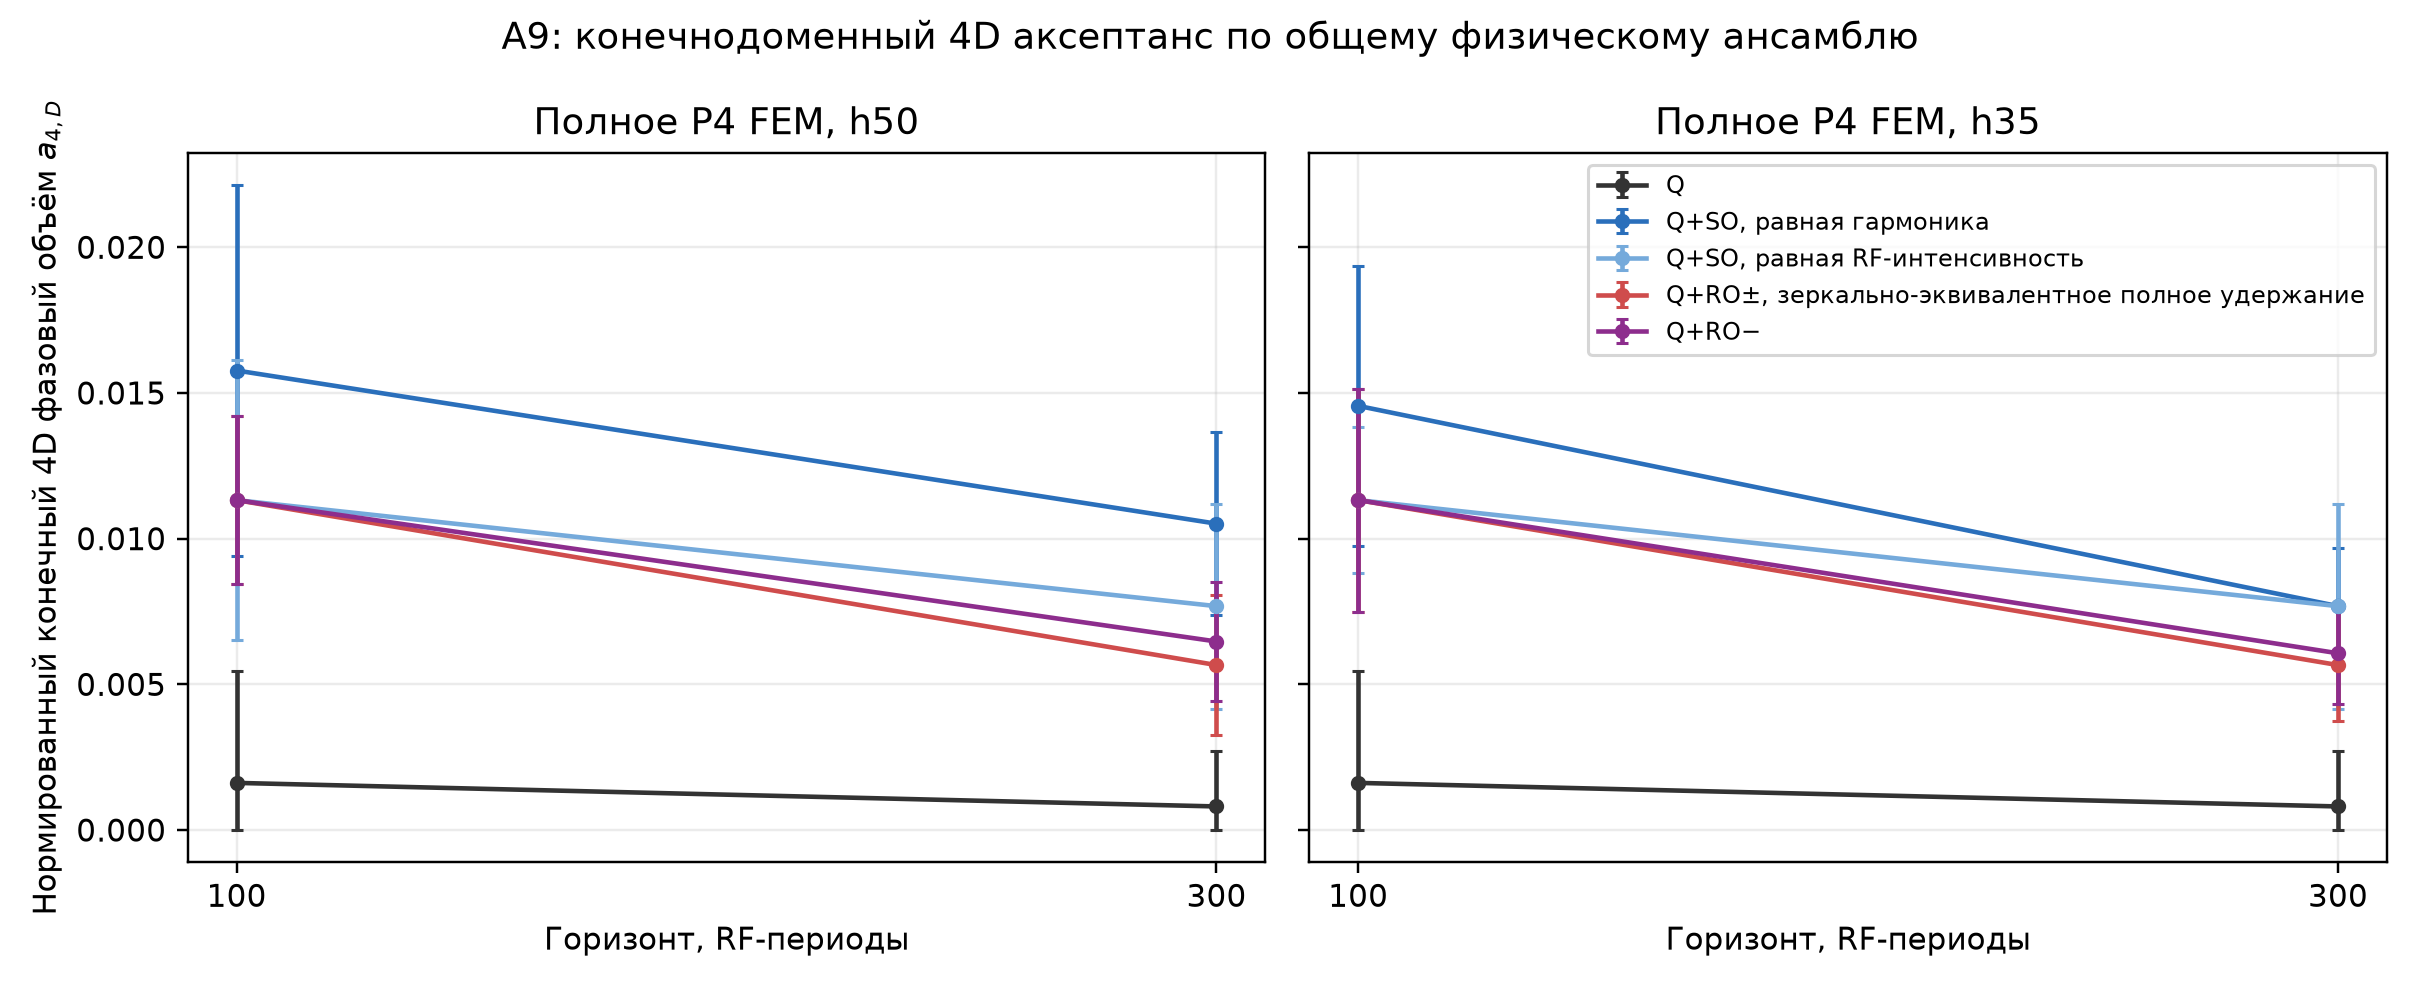 А9: конечнодоменный 4D аксептанс по общему физическому ансамблю
Полное P4 FEM, h50
Полное P4 FEM, h35
Нормированный конечный 4D фазовый объём a4, D
0.020
0.015
0.010
0.005
0.000
Q
Q+SO, равная гармоника
Q+SO, равная RF-интенсивность
Q+RO±, зеркально-эквивалентное полное удержание
Q+RO−
100
300
100
300
Горизонт, RF-периоды
Горизонт, RF-периоды